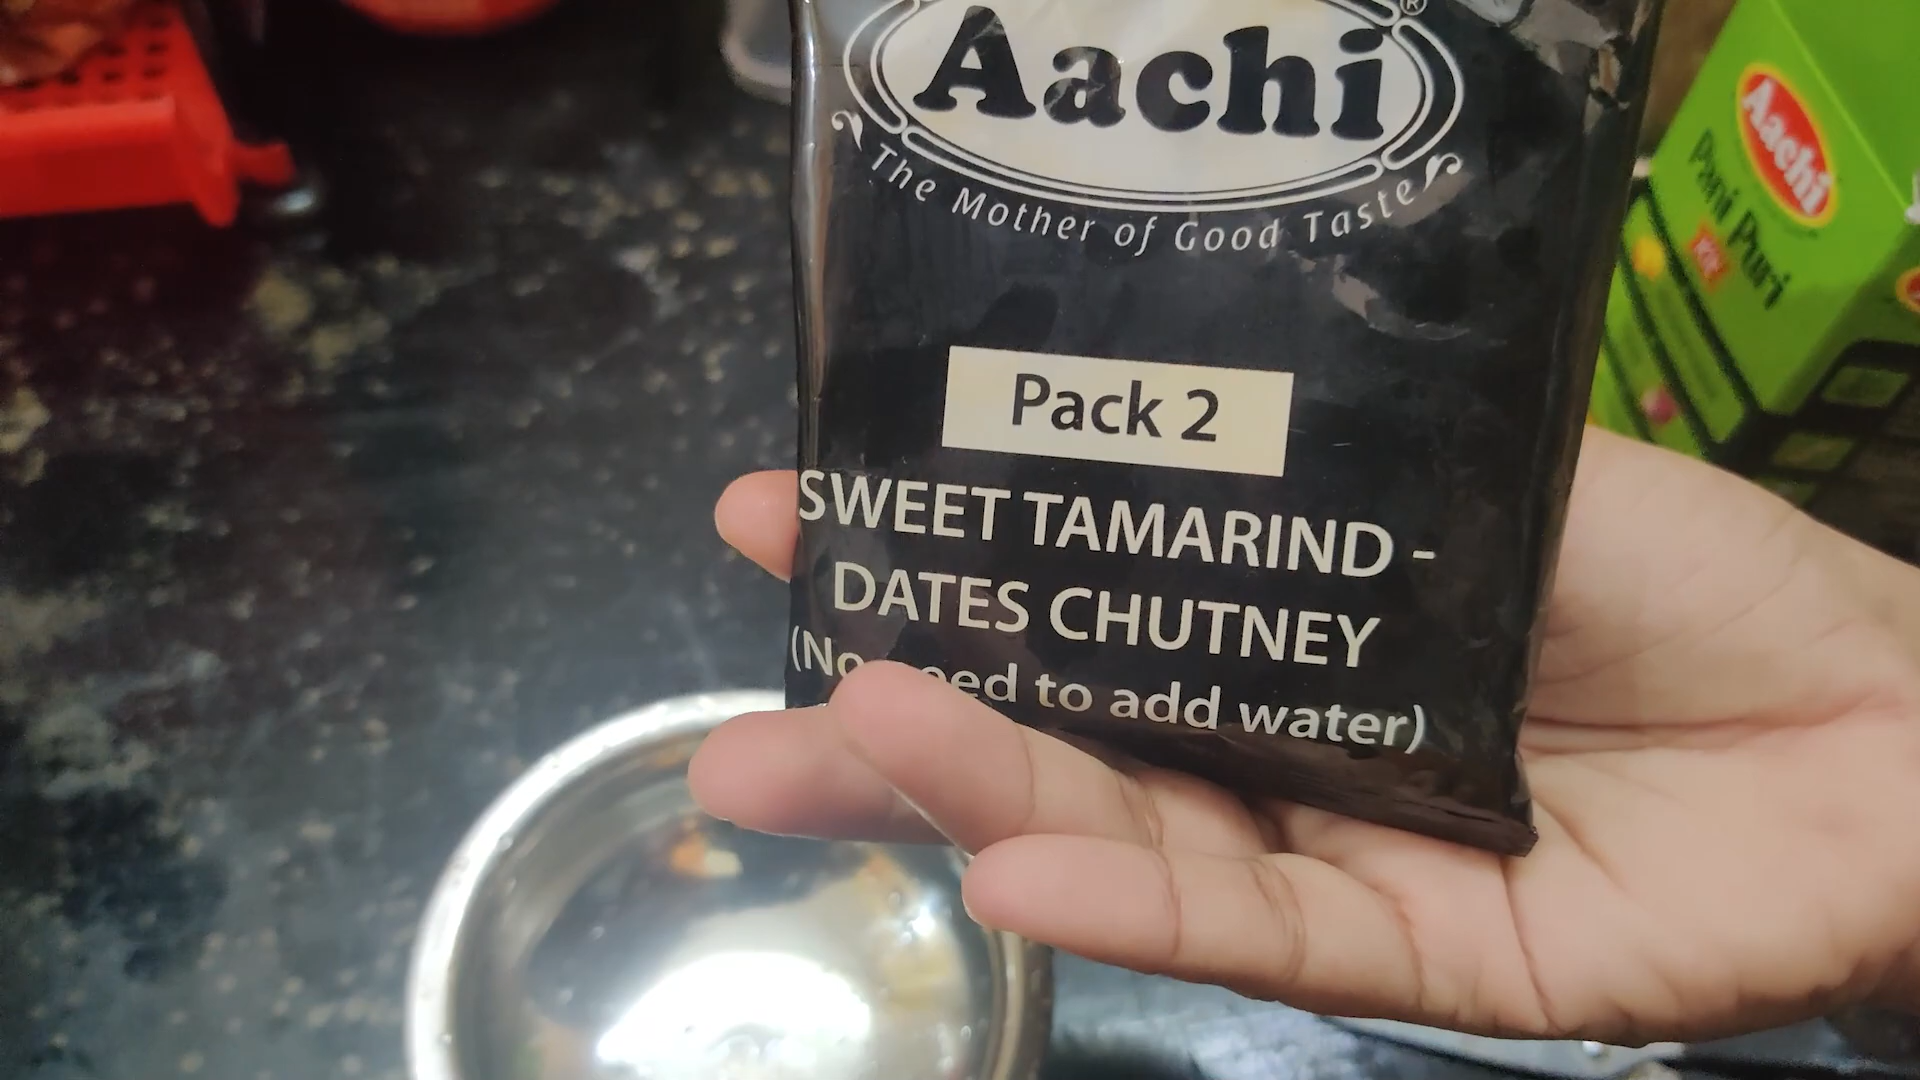 Aachi
®
The Mother of Good Taste
Pack 2
SWEET TAMARIND -
DATES CHUTNEY
(No need to add water)
Aachi
Pani Puri